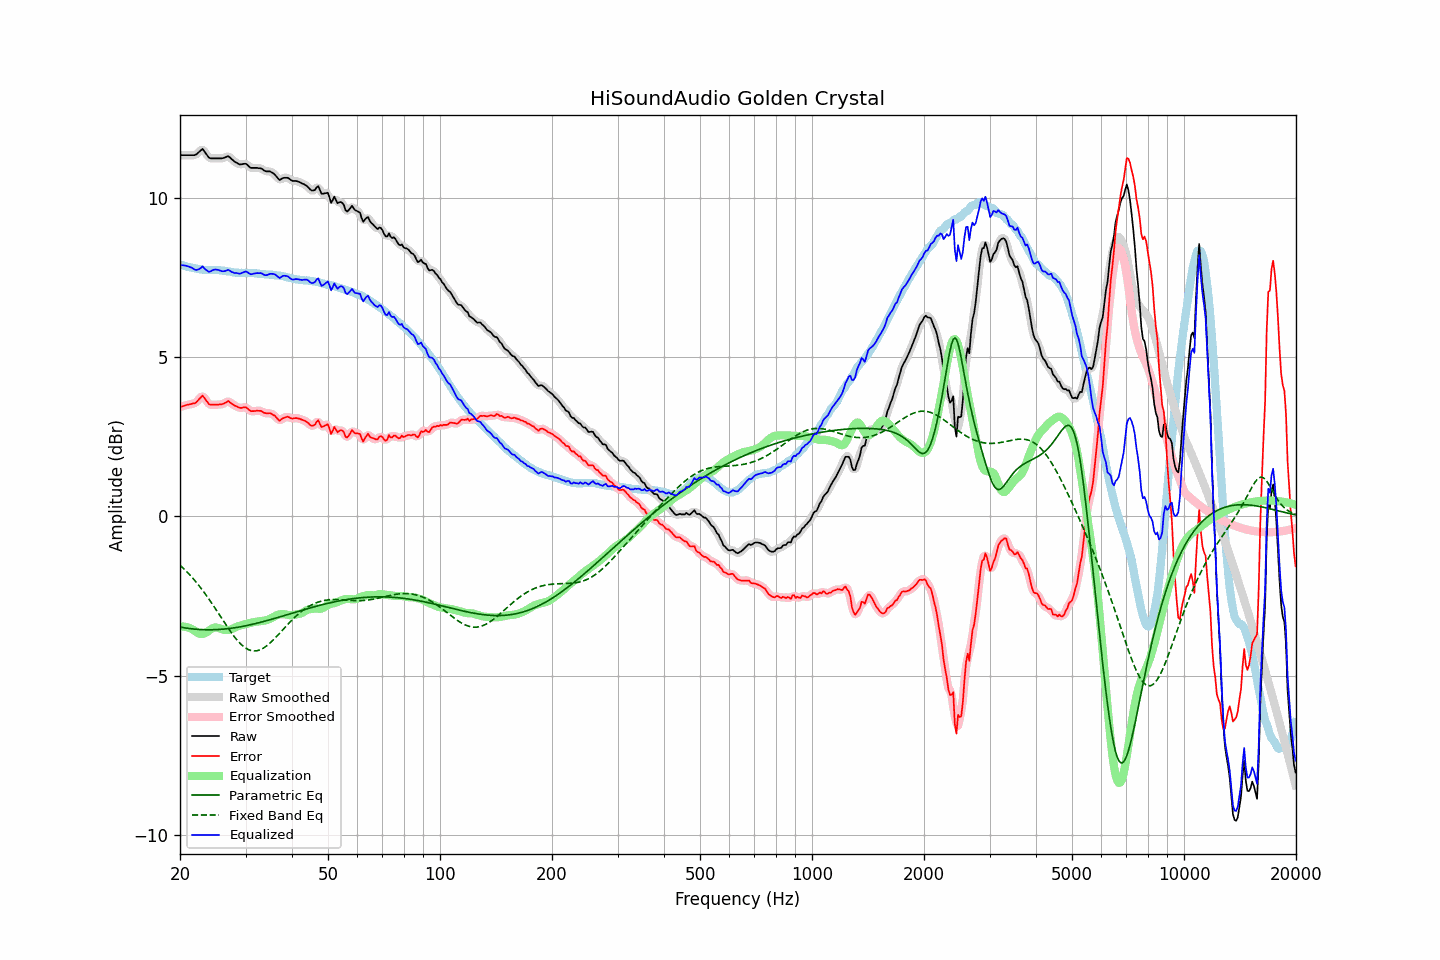 HiSoundAudio Golden Crystal
Amplitude (dBr)
10
5
0
−5
−10
Target
Raw Smoothed
Error Smoothed
Raw
Error
Equalization
Parametric Eq
Fixed Band Eq
Equalized
20 50 100 200 500 1000 2000 5000 10000 20000
Frequency (Hz)